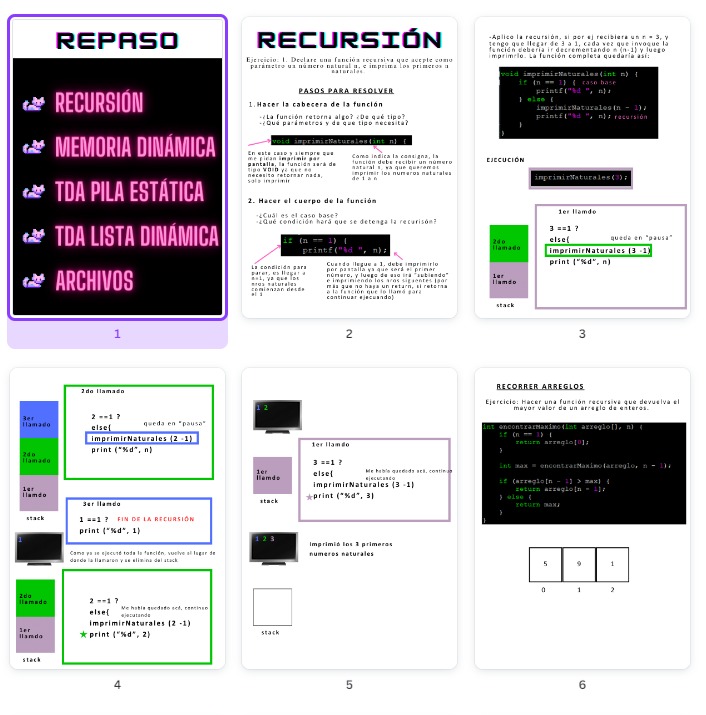 REPASO
RECURSIÓN
MEMORIA DINÁMICA
TDA PILA ESTÁTICA
TDA LISTA DINÁMICA
ARCHIVOS
1
RECURSIÓN
Ejercicio: 1. Declare una función recursiva que acepte como
parámetro un número natural n, e imprima los primeros n
naturales.
PASOS PARA RESOLVER
1.Hacer la cabecera de la función
-¿La función retorna algo? ¿De qué tipo?
-¿Qué parámetros y de que tipo necesita?
void imprimirNaturales(int n) {
En este caso y siempre que
me pidan imprimir por
pantalla, la función será de
tipo VOID ya que no
necesito retornar nada,
solo imprimir
Como indica la consigna, la
función debe recibir un número
natural n, ya que queremos
imprimir los numeros naturales
de 1 a n.
2. Hacer el cuerpo de la función
-¿Cuál es el caso base?
-¿Qué condición hará que se detenga la recurisón?
if (n == 1) {
printf("%d ", n);
La condición para
parar, es llegar a
n=1, ya que los
nros naturales
comienzan desde
el 1
Cuando llegue a 1, debe imprimirlo
por pantalla ya que será el primer
número, y luego de eso irá "subiendo"
e imprimiendo los nros siguentes (por
más que no haya un return, si retorna
a la función que lo llamó para
continuar ejecuando)
2
-Aplico la recursión, si por ej recibiera un n = 3, y
tengo que llegar de 3 a 1, cada vez que invoque la
función debería ir decrementando n (n-1) y luego
imprimirlo. La función completa quedaría así:
void imprimirNaturales(int n) {
if (n == 1) { caso base
printf("%d ", n);
} else {
imprimirNaturales(n - 1);
printf("%d ", n); recursión
}
}
EJECUCIÓN
imprimirNaturales(3);
1er llamdo
3 ==1 ?
else{
queda en "pausa"
imprimirNaturales (3 -1)
print ("%d", n)
2do
llamado
1er
llamdo
stack
3
2do llamado
2 ==1 ?
else{
queda en "pausa"
imprimirNaturales (2 -1)
print ("%d", n)
3er
llamado
2do
llamado
1er
llamdo
stack
3er llamado
1 ==1 ? FIN DE LA RECURSIÓN
print ("%d", 1)
1
Como ya se ejecutó toda la función, vuelve al lugar de
donde la llamaron y se elimina del stack
2do
llamado
1er
llamdo
stack
2 ==1 ?
else{
Me había quedado acá, continuo
ejecutando
imprimirNaturales (2 -1)
print ("%d", 2)
4
1 2
1er llamdo
3 ==1 ?
else{
Me había quedado acá, continuo
ejecutando
imprimirNaturales (3 -1)
print ("%d", 3)
1er
llamdo
stack
1 2 3
Imprimió los 3 primeros
numeros naturales
stack
5
RECORRER ARREGLOS
Ejercicio: Hacer una función recursiva que devuelva el
mayor valor de un arreglo de enteros.
int encontrarMaximo(int arreglo[], int n) {
if (n == 1) {
return arreglo[0];
}
int max = encontrarMaximo(arreglo, n - 1);
if (arreglo[n - 1] > max) {
return arreglo[n - 1];
} else {
return max;
}
}
5 9 1
0 1 2
6